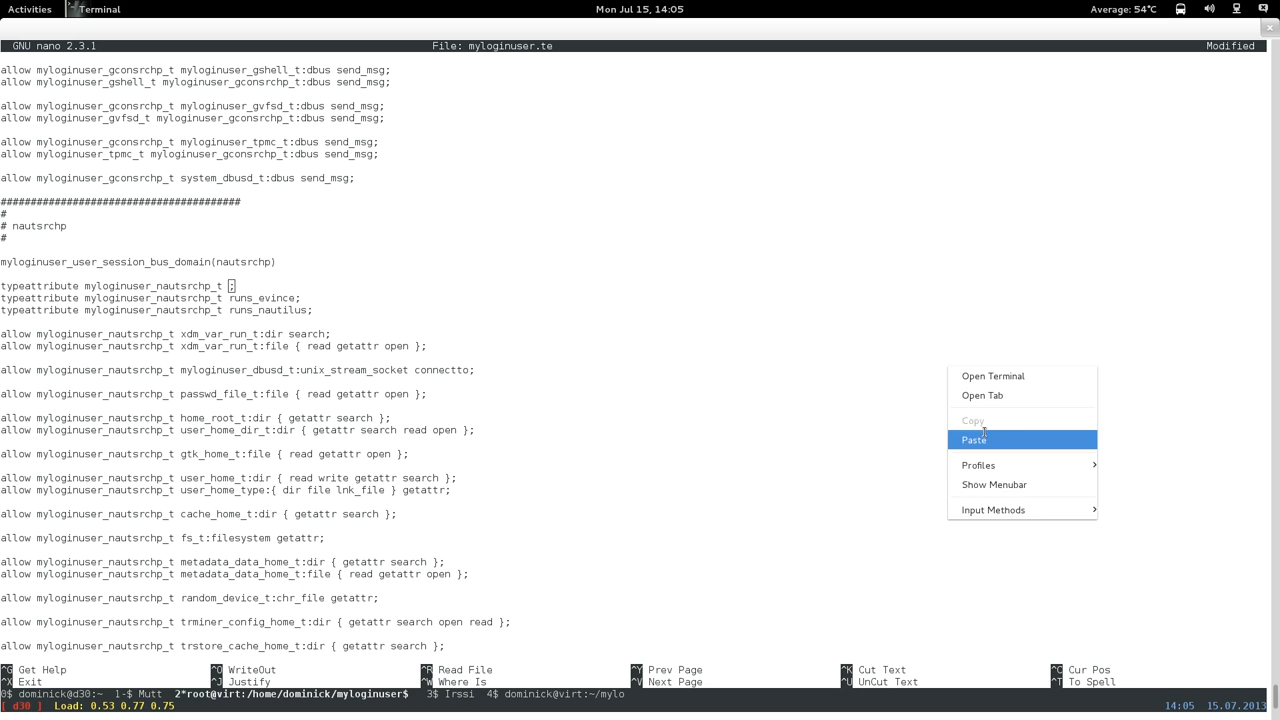 Activities Terminal Mon Jul 15, 14:05 Average: 54°C
GNU nano 2.3.1 File: myloginuser.te Modified
allow myloginuser_gconsrchp_t myloginuser_gshell_t:dbus send_msg;
allow myloginuser_gshell_t myloginuser_gconsrchp_t:dbus send_msg;
allow myloginuser_gconsrchp_t myloginuser_gvfsd_t:dbus send_msg;
allow myloginuser_gvfsd_t myloginuser_gconsrchp_t:dbus send_msg;
allow myloginuser_gconsrchp_t myloginuser_tpmc_t:dbus send_msg;
allow myloginuser_tpmc_t myloginuser_gconsrchp_t:dbus send_msg;
allow myloginuser_gconsrchp_t system_dbusd_t:dbus send_msg;
########################################
#
# nautsrchp
#
myloginuser_user_session_bus_domain(nautsrchp)
typeattribute myloginuser_nautsrchp_t ;
typeattribute myloginuser_nautsrchp_t runs_evince;
typeattribute myloginuser_nautsrchp_t runs_nautilus;
allow myloginuser_nautsrchp_t xdm_var_run_t:dir search;
allow myloginuser_nautsrchp_t xdm_var_run_t:file { read getattr open };
allow myloginuser_nautsrchp_t myloginuser_dbusd_t:unix_stream_socket connectto;
allow myloginuser_nautsrchp_t passwd_file_t:file { read getattr open };
allow myloginuser_nautsrchp_t home_root_t:dir { getattr search };
allow myloginuser_nautsrchp_t user_home_dir_t:dir { getattr search read open };
allow myloginuser_nautsrchp_t gtk_home_t:file { read getattr open };
allow myloginuser_nautsrchp_t user_home_t:dir { read write getattr search };
allow myloginuser_nautsrchp_t user_home_type:{ dir file lnk_file } getattr;
allow myloginuser_nautsrchp_t cache_home_t:dir { getattr search };
allow myloginuser_nautsrchp_t fs_t:filesystem getattr;
allow myloginuser_nautsrchp_t metadata_data_home_t:dir { getattr search };
allow myloginuser_nautsrchp_t metadata_data_home_t:file { read getattr open };
allow myloginuser_nautsrchp_t random_device_t:chr_file getattr;
allow myloginuser_nautsrchp_t trminer_config_home_t:dir { getattr search open read };
allow myloginuser_nautsrchp_t trstore_cache_home_t:dir { getattr search };
Open Terminal
Open Tab
Copy
Paste
Profiles
Show Menubar
Input Methods
^G Get Help ^O WriteOut ^R Read File ^Y Prev Page ^K Cut Text ^C Cur Pos
^X Exit ^J Justify ^W Where Is ^V Next Page ^U UnCut Text ^T To Spell
0$ dominick@d30:~ 1-$ Mutt 2*root@virt:/home/dominick/myloginuser$ 3$ Irssi 4$ dominick@virt:~/mylo
[ d30 ] Load: 0.53 0.77 0.75 14:05 15.07.2013